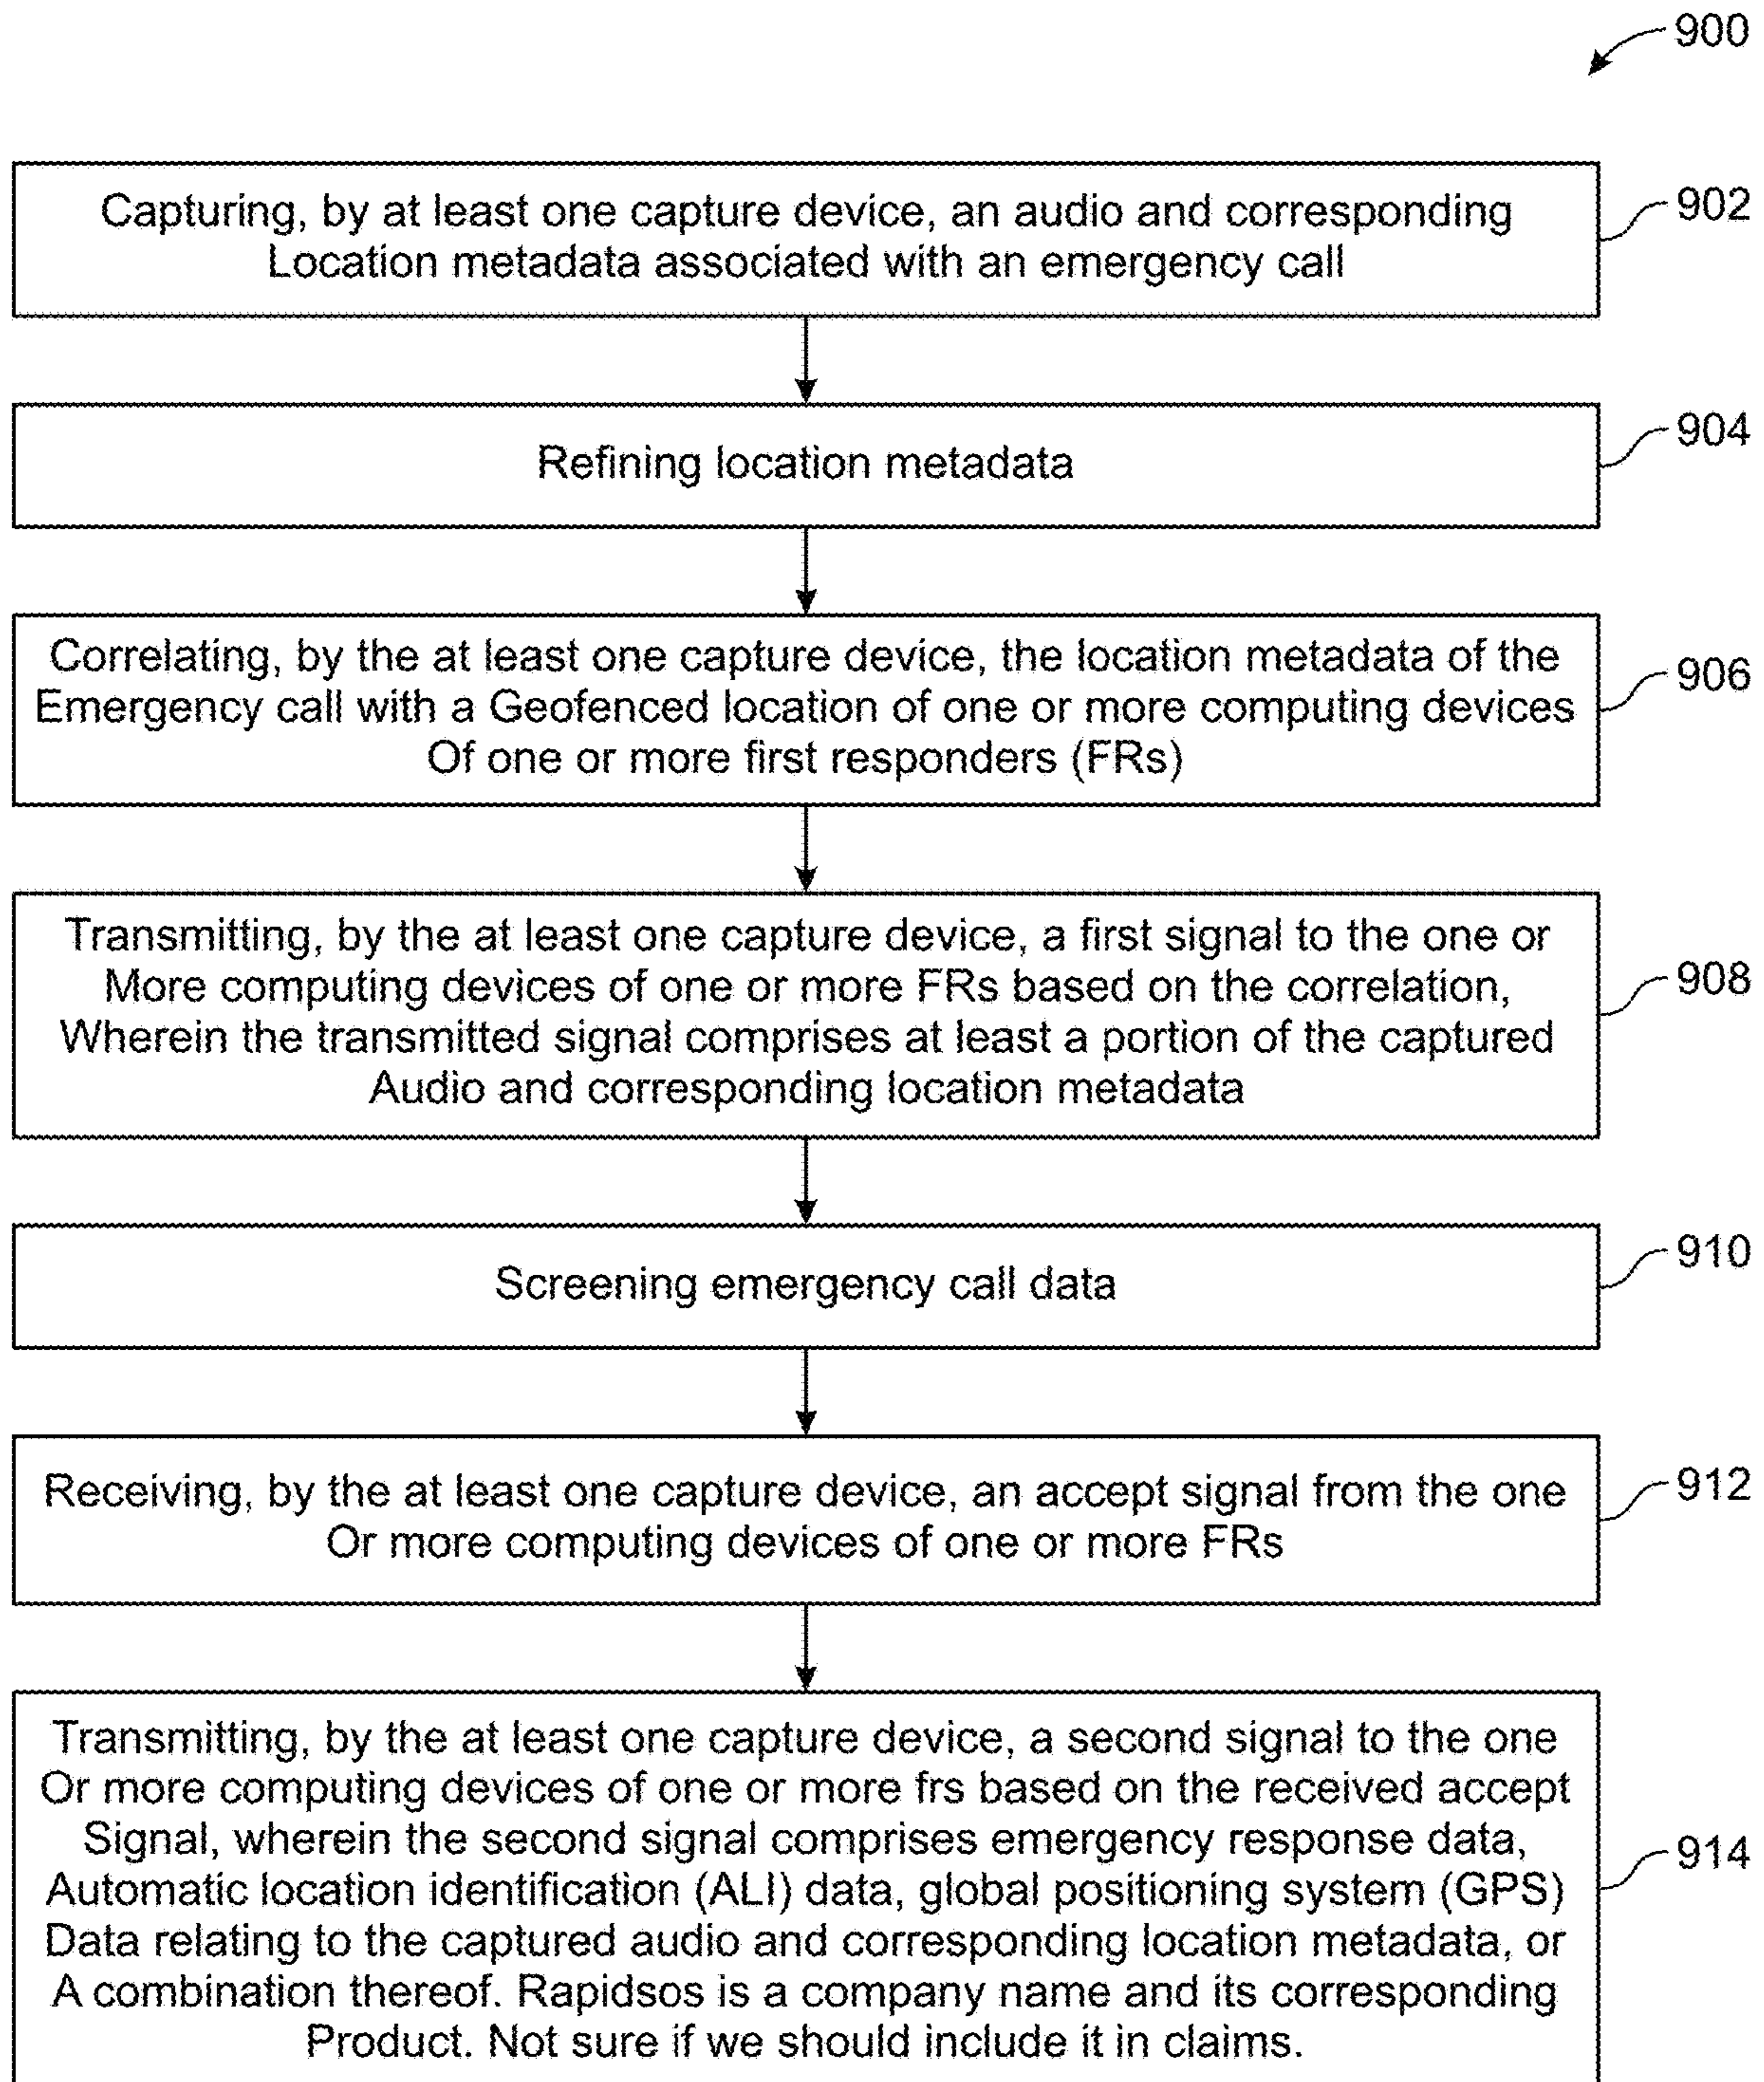 900
Capturing, by at least one capture device, an audio and corresponding
Location metadata associated with an emergency call
902
Refining location metadata
904
Correlating, by the at least one capture device, the location metadata of the
Emergency call with a Geofenced location of one or more computing devices
Of one or more first responders (FRs)
906
Transmitting, by the at least one capture device, a first signal to the one or
More computing devices of one or more FRs based on the correlation,
Wherein the transmitted signal comprises at least a portion of the captured
Audio and corresponding location metadata
908
Screening emergency call data
910
Receiving, by the at least one capture device, an accept signal from the one
Or more computing devices of one or more FRs
912
Transmitting, by the at least one capture device, a second signal to the one
Or more computing devices of one or more frs based on the received accept
Signal, wherein the second signal comprises emergency response data,
Automatic location identification (ALI) data, global positioning system (GPS)
Data relating to the captured audio and corresponding location metadata, or
A combination thereof. Rapidsos is a company name and its corresponding
Product. Not sure if we should include it in claims.
914